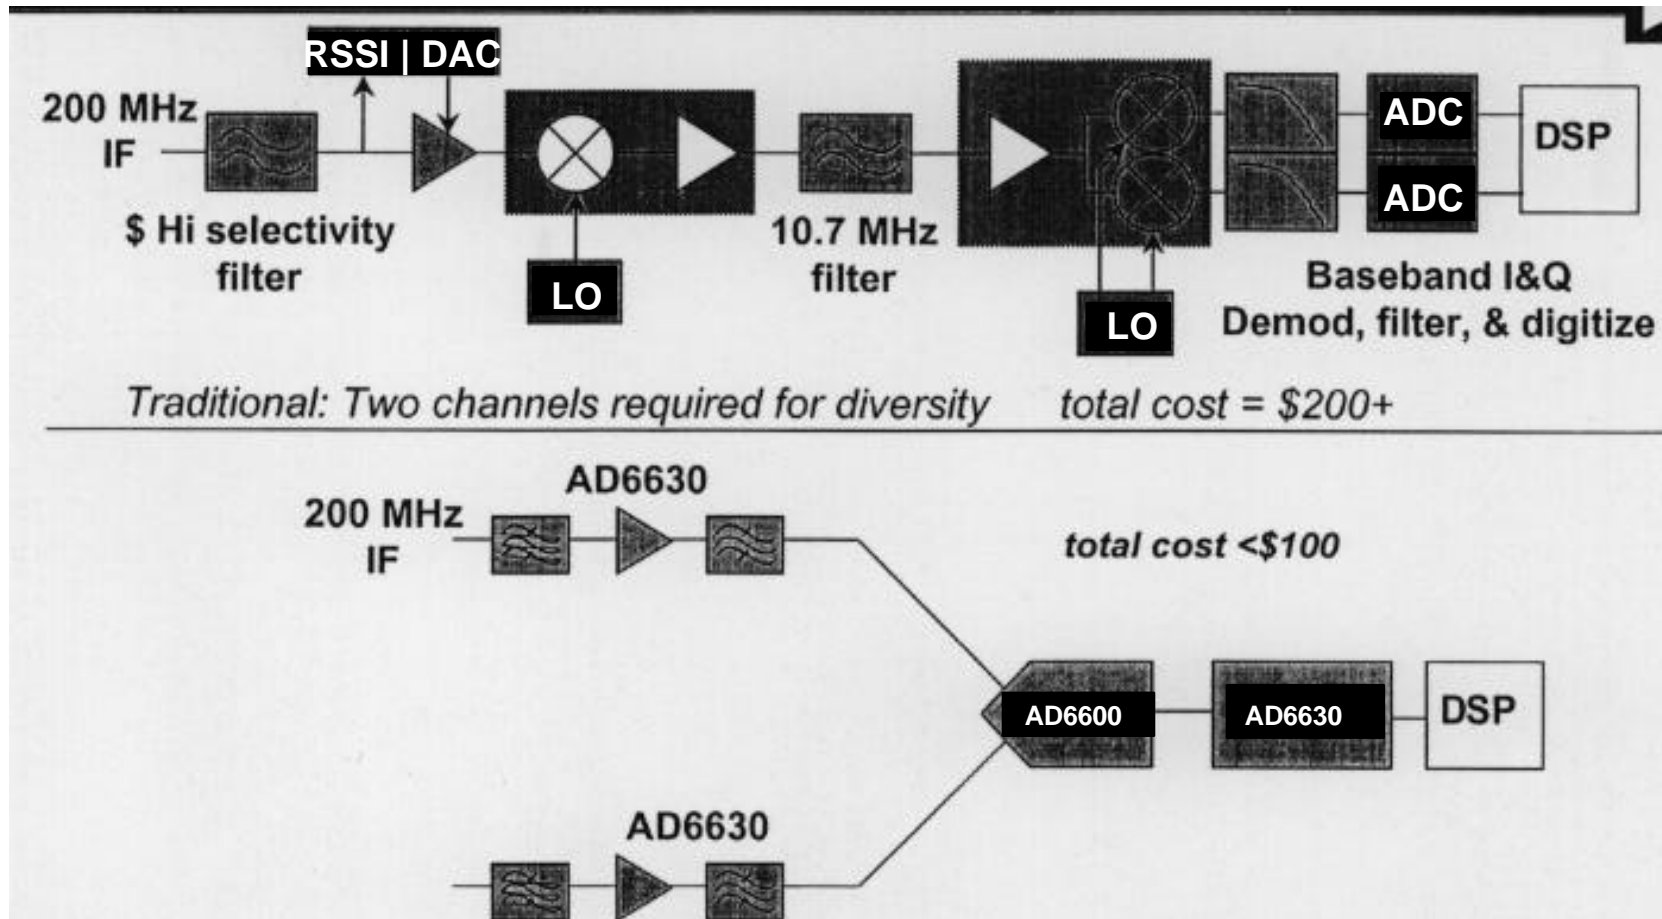 RSSI | DAC
200 MHz
IF
$ Hi selectivity
filter
LO
10.7 MHz
filter
LO
ADC
ADC
DSP
Baseband I&Q
Demod, filter, & digitize
Traditional: Two channels required for diversity total cost = $200+
AD6630
200 MHz
IF
total cost <$100
AD6600
AD6630
DSP
AD6630